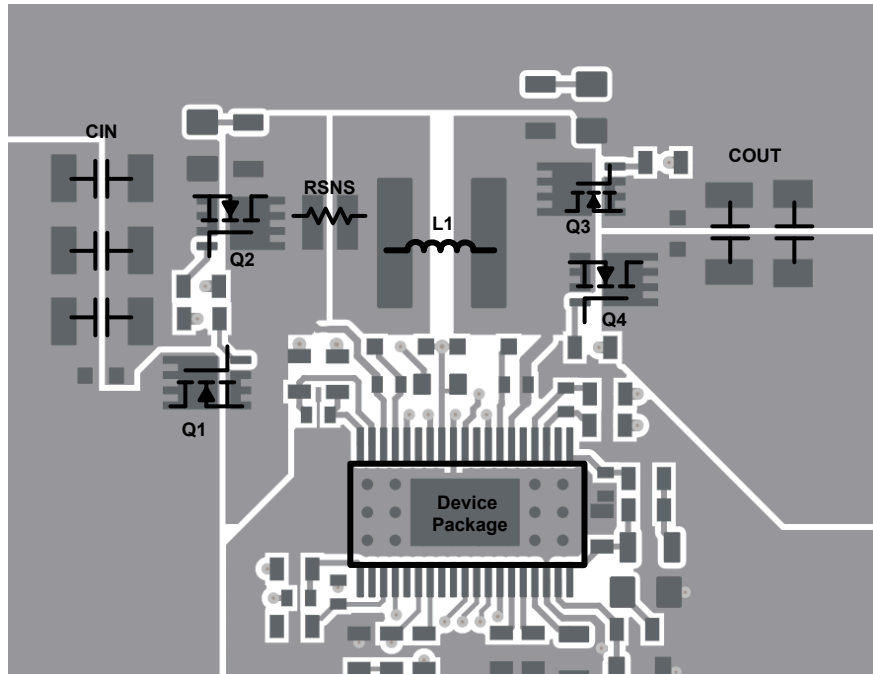 CIN
COUT
RSNS
L1
Q3
Q2
Q4
Q1
Device
Package